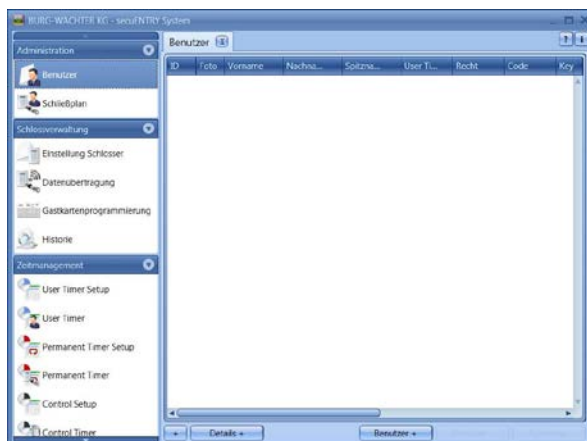 BURG-WÄCHTER KG - secuENTRY System
Administration
Benutzer
Schließplan
Schlossverwaltung
Einstellung Schlösser
Datenübertragung
Gastkartenprogrammierung
Historie
Zeitmanagement
User Timer Setup
User Timer
Permanent Timer Setup
Permanent Timer
Control Setup
Control Timer
Benutzer
? i
ID Foto Vorname Nachna... Spitzna... User Ti... Recht Code Key
+ Details + Benutzer +